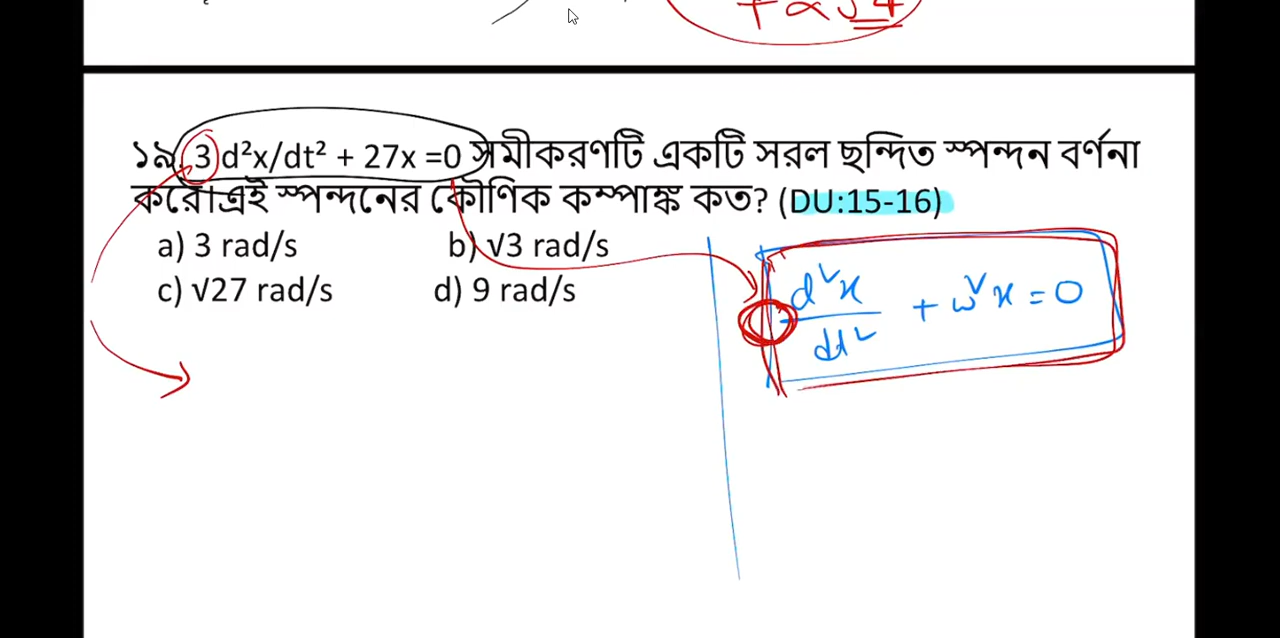 ১৯. 3 d²x/dt² + 27x =0 সমীকরণটি একটি সরল ছন্দিত স্পন্দন বর্ণনা
করে।এই স্পন্দনের কৌণিক কম্পাঙ্ক কত? (DU:15-16)
a) 3 rad/s b) √3 rad/s
c) √27 rad/s d) 9 rad/s
d²x/dt² + ω²x = 0